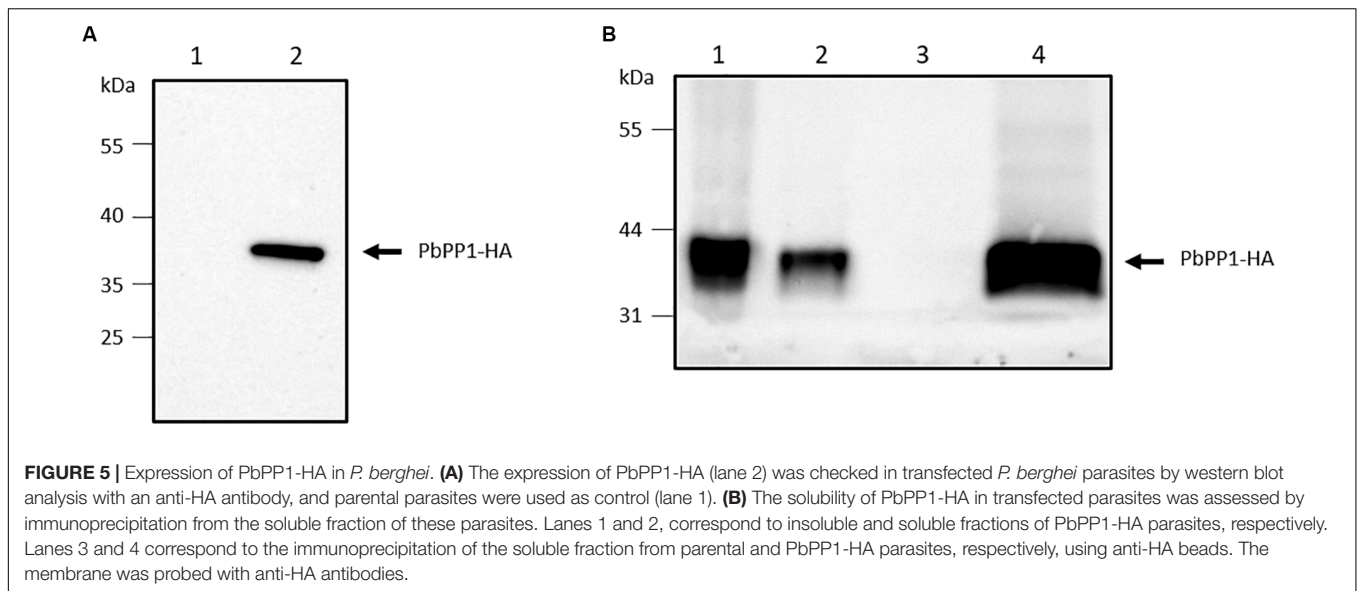 A
B
1 2
1 2 3 4
kDa
kDa
55
55
40
44
PbPP1-HA
PbPP1-HA
35
31
25
FIGURE 5 | Expression of PbPP1-HA in P. berghei. (A) The expression of PbPP1-HA (lane 2) was checked in transfected P. berghei parasites by western blot
analysis with an anti-HA antibody, and parental parasites were used as control (lane 1). (B) The solubility of PbPP1-HA in transfected parasites was assessed by
immunoprecipitation from the soluble fraction of these parasites. Lanes 1 and 2, correspond to insoluble and soluble fractions of PbPP1-HA parasites, respectively.
Lanes 3 and 4 correspond to the immunoprecipitation of the soluble fraction from parental and PbPP1-HA parasites, respectively, using anti-HA beads. The
membrane was probed with anti-HA antibodies.